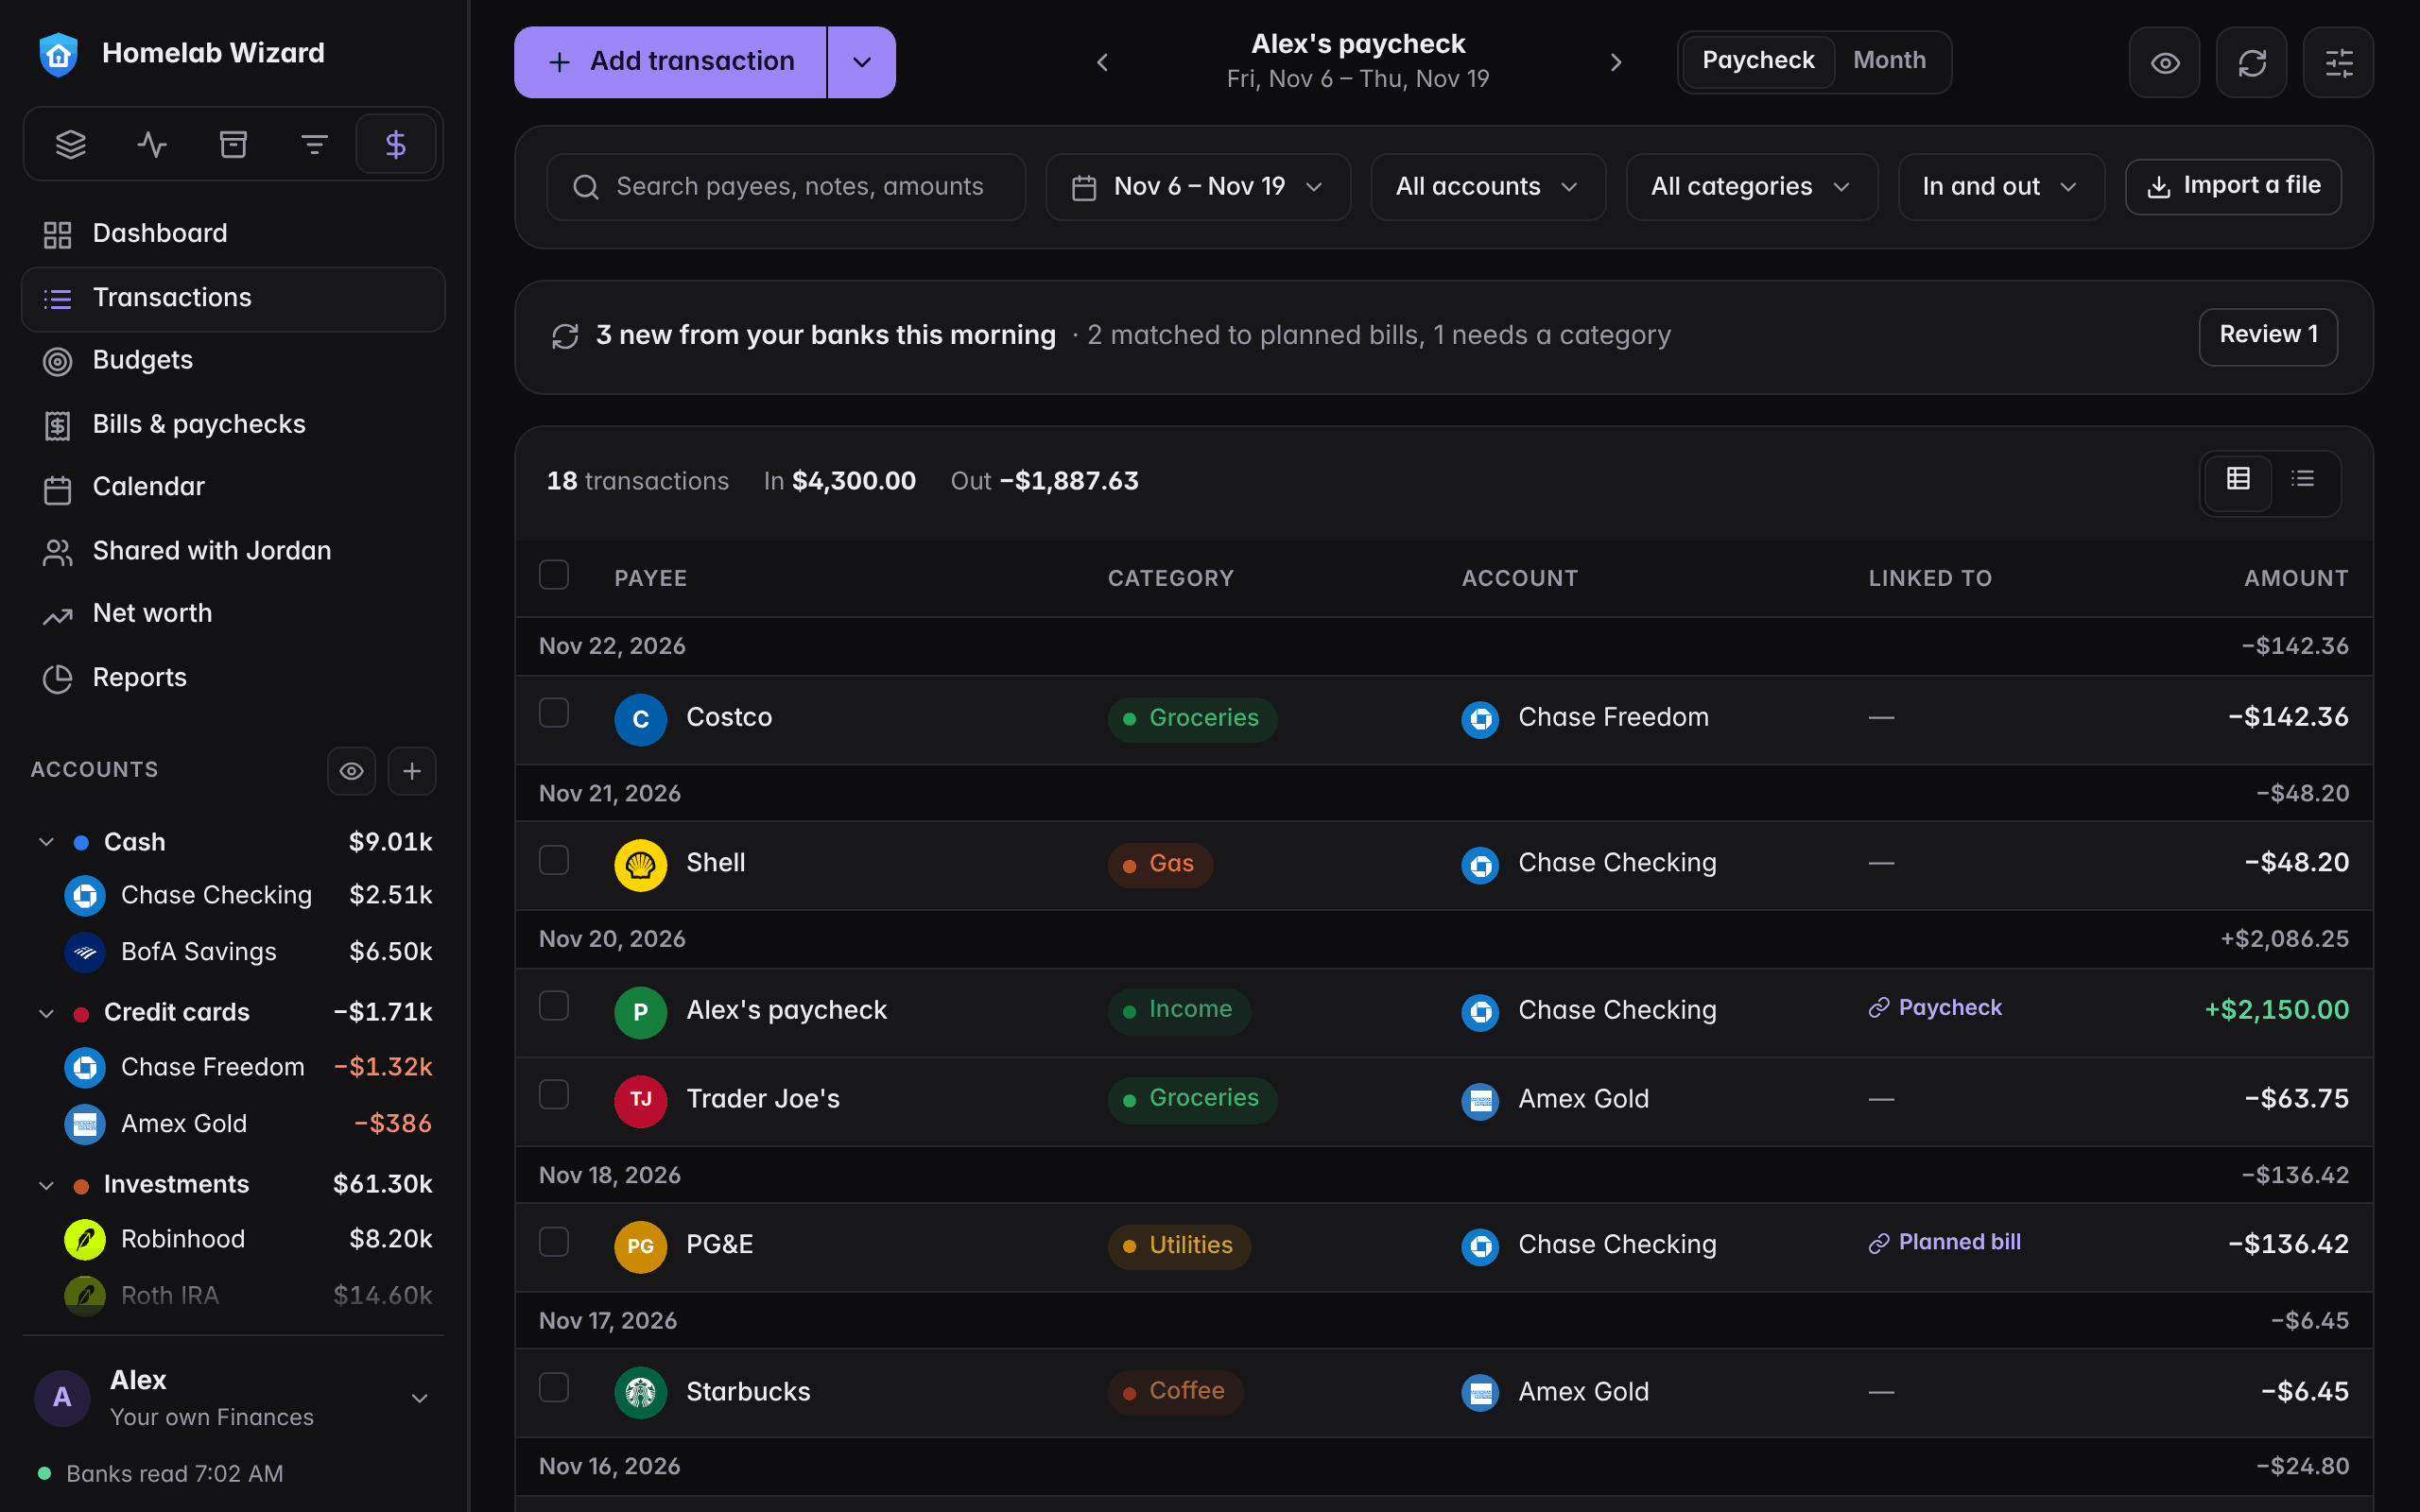 Homelab Wizard
Dashboard
Transactions
Budgets
Bills & paychecks
Calendar
Shared with Jordan
Net worth
Reports
ACCOUNTS
Cash $9.01k
Chase Checking $2.51k
BofA Savings $6.50k
Credit cards −$1.71k
Chase Freedom −$1.32k
Amex Gold −$386
Investments $61.30k
Robinhood $8.20k
Roth IRA $14.60k
A
Alex
Your own Finances
Banks read 7:02 AM
Add transaction
Alex's paycheck
Fri, Nov 6 – Thu, Nov 19
Paycheck Month
Search payees, notes, amounts
Nov 6 – Nov 19
All accounts
All categories
In and out
Import a file
3 new from your banks this morning · 2 matched to planned bills, 1 needs a category
Review 1
18 transactions In $4,300.00 Out −$1,887.63
PAYEE CATEGORY ACCOUNT LINKED TO AMOUNT
Nov 22, 2026 −$142.36
C Costco Groceries Chase Freedom — −$142.36
Nov 21, 2026 −$48.20
Shell Gas Chase Checking — −$48.20
Nov 20, 2026 +$2,086.25
P Alex's paycheck Income Chase Checking Paycheck +$2,150.00
TJ Trader Joe's Groceries Amex Gold — −$63.75
Nov 18, 2026 −$136.42
PG PG&E Utilities Chase Checking Planned bill −$136.42
Nov 17, 2026 −$6.45
Starbucks Coffee Amex Gold — −$6.45
Nov 16, 2026 −$24.80